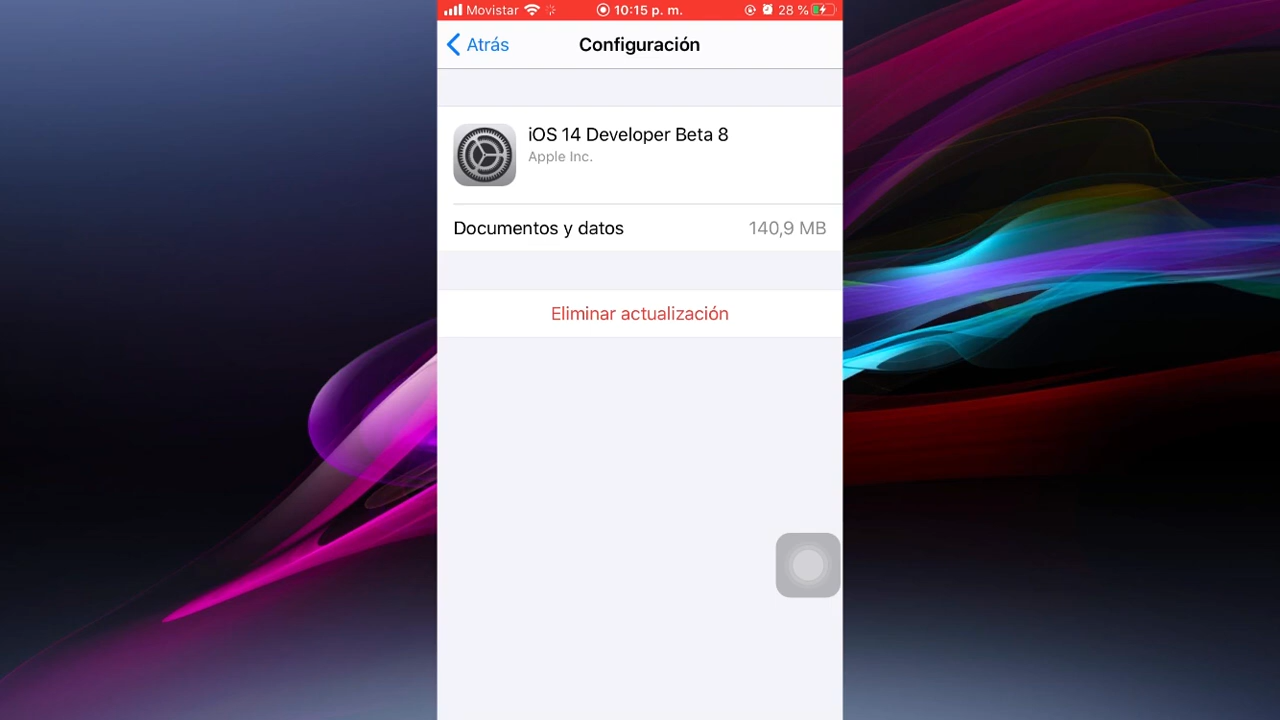 Movistar 10:15 p. m. 28 %
Atrás Configuración
iOS 14 Developer Beta 8
Apple Inc.
Documentos y datos 140,9 MB
Eliminar actualización